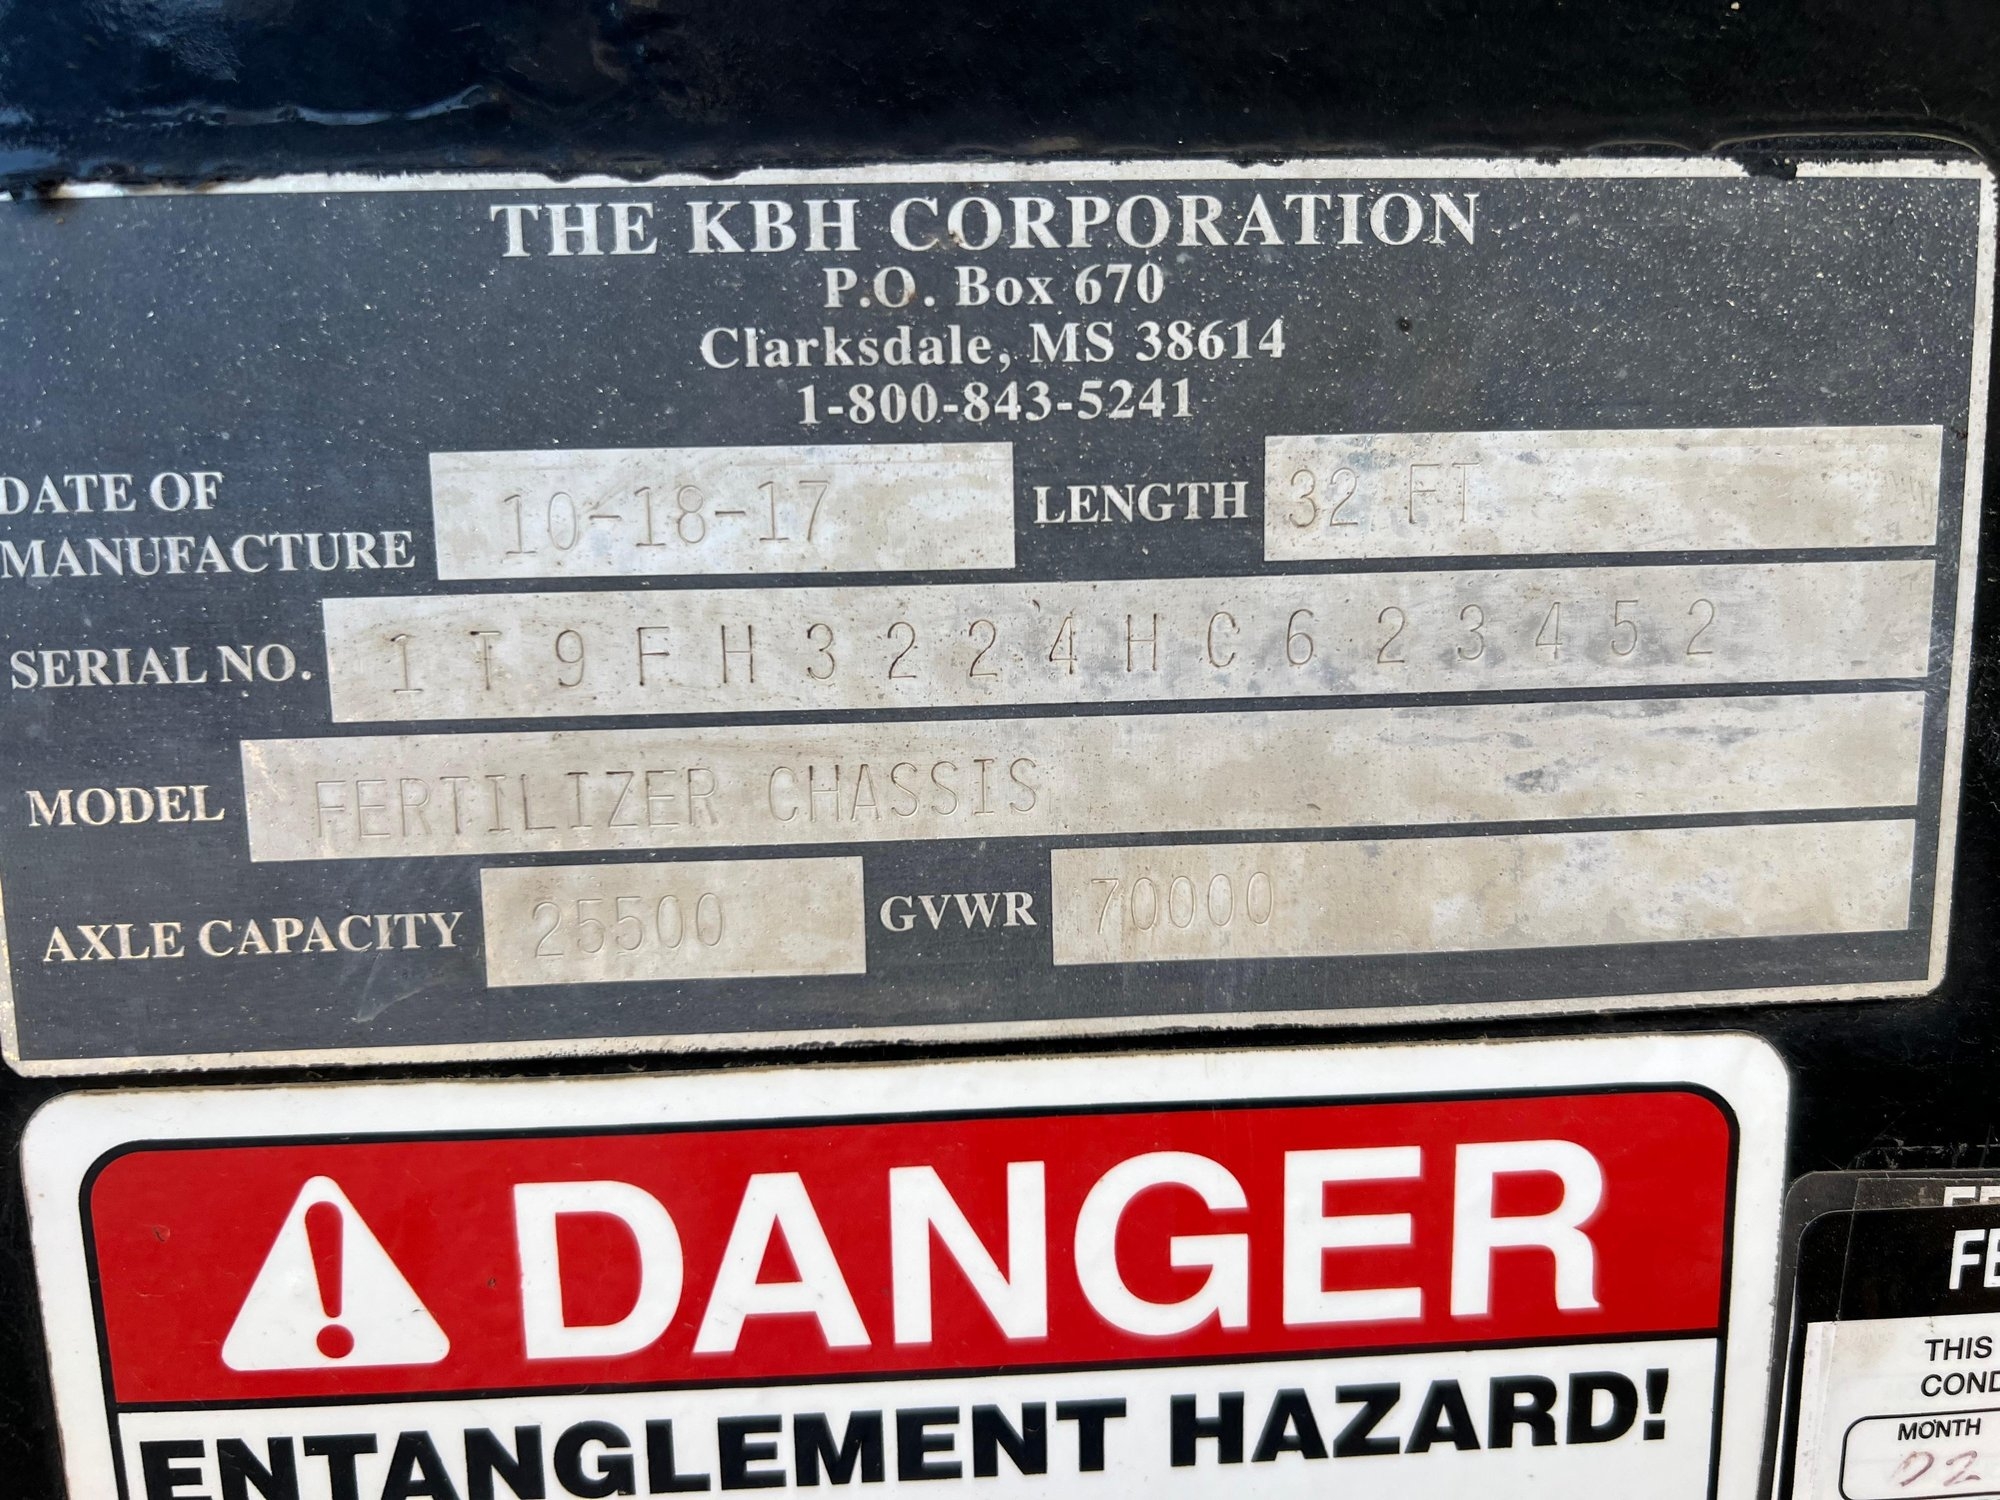 THE KBH CORPORATION
P.O. Box 670
Clarksdale, MS 38614
1-800-843-5241
DATE OF MANUFACTURE 10-18-17 LENGTH 32 FT
SERIAL NO. 1T9FH3224HC623452
MODEL FERTILIZER CHASSIS
AXLE CAPACITY 25500 GVWR 70000
DANGER
ENTANGLEMENT HAZARD!
THIS
MONTH
02